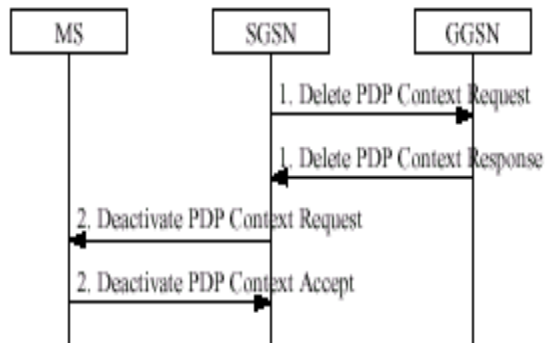 MS SGSN GGSN
1. Delete PDP Context Request
1. Delete PDP Context Response
2. Deactivate PDP Context Request
2. Deactivate PDP Context Accept